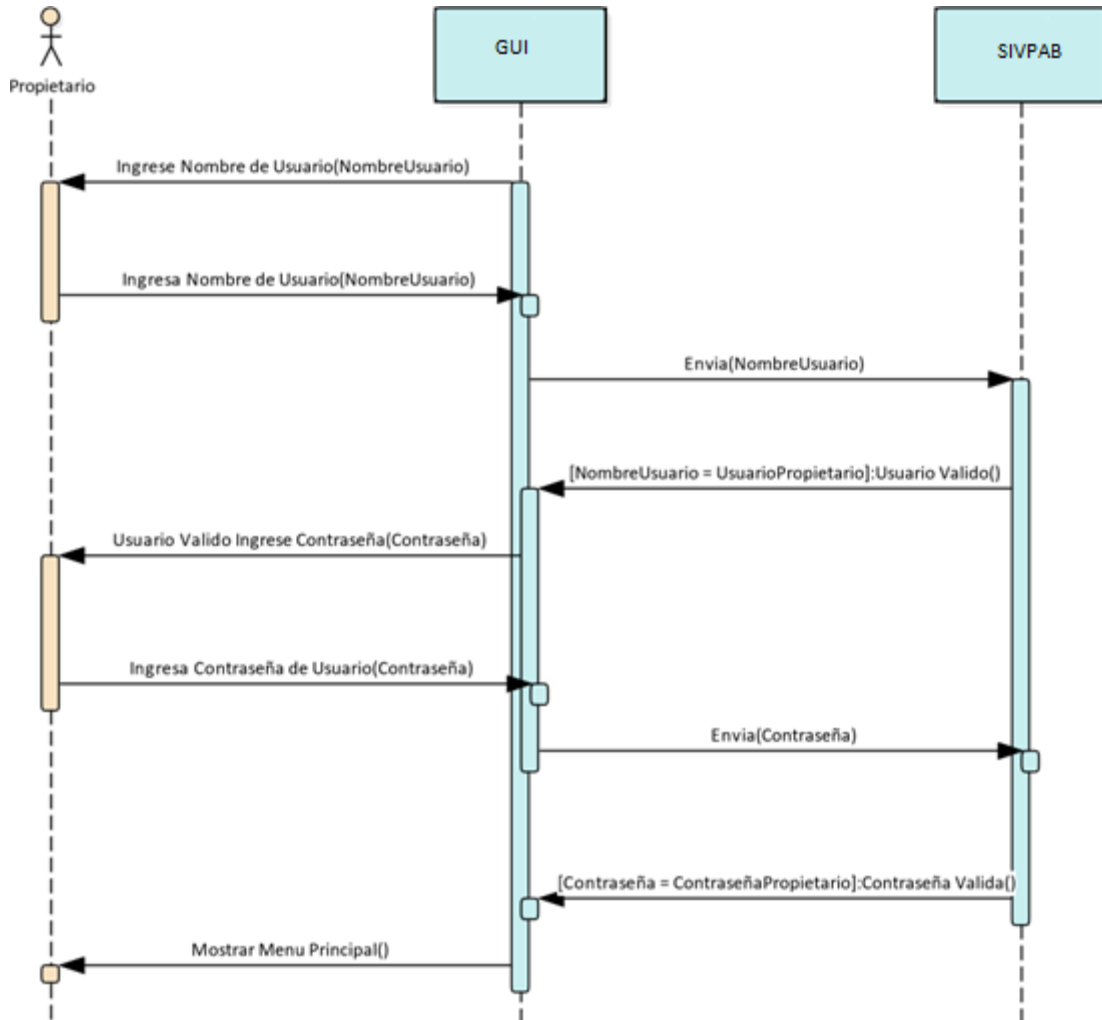 GUI
SIVPAB
Propietario
Ingrese Nombre de Usuario(NombreUsuario)
Ingresa Nombre de Usuario(NombreUsuario)
Envia(NombreUsuario)
[NombreUsuario = UsuarioPropietario]:Usuario Valido()
Usuario Valido Ingrese Contraseña(Contraseña)
Ingresa Contraseña de Usuario(Contraseña)
Envia(Contraseña)
[Contraseña = ContraseñaPropietario]:Contraseña Valida()
Mostrar Menu Principal()